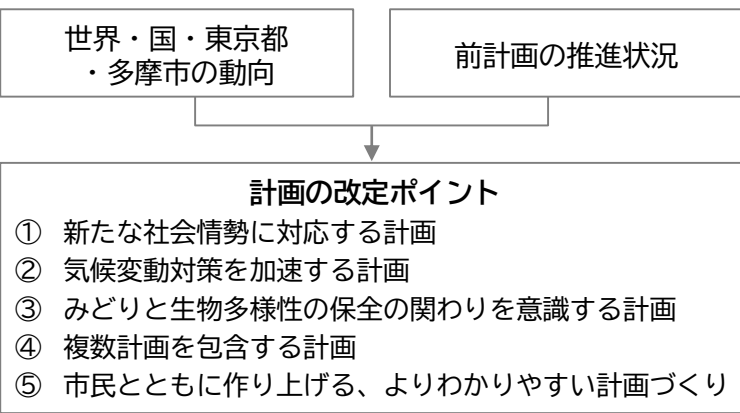 世界・国・東京都
・多摩市の動向
前計画の推進状況
計画の改定ポイント
① 新たな社会情勢に対応する計画
② 気候変動対策を加速する計画
③ みどりと生物多様性の保全の関わりを意識する計画
④ 複数計画を包含する計画
⑤ 市民とともに作り上げる、よりわかりやすい計画づくり